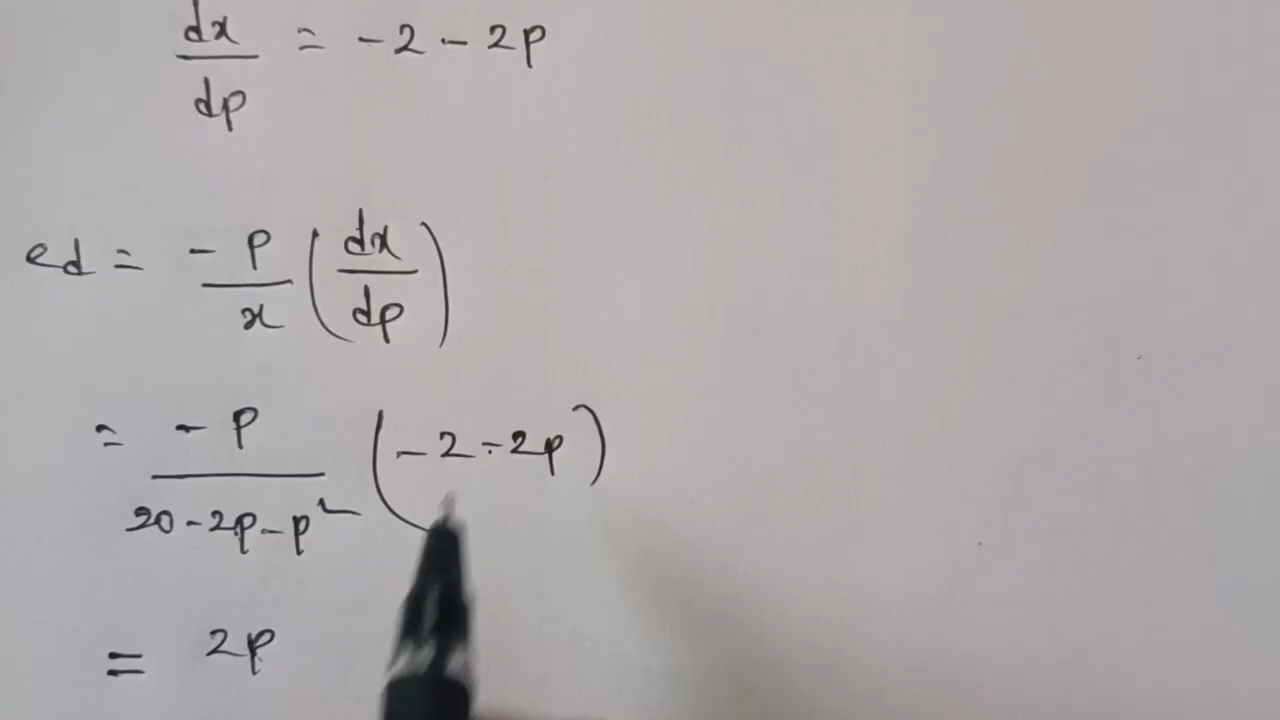 dx/dp = -2 - 2p
ed = -p/x (dx/dp)
= -p/20-2p-p² (-2-2p)
= 2p